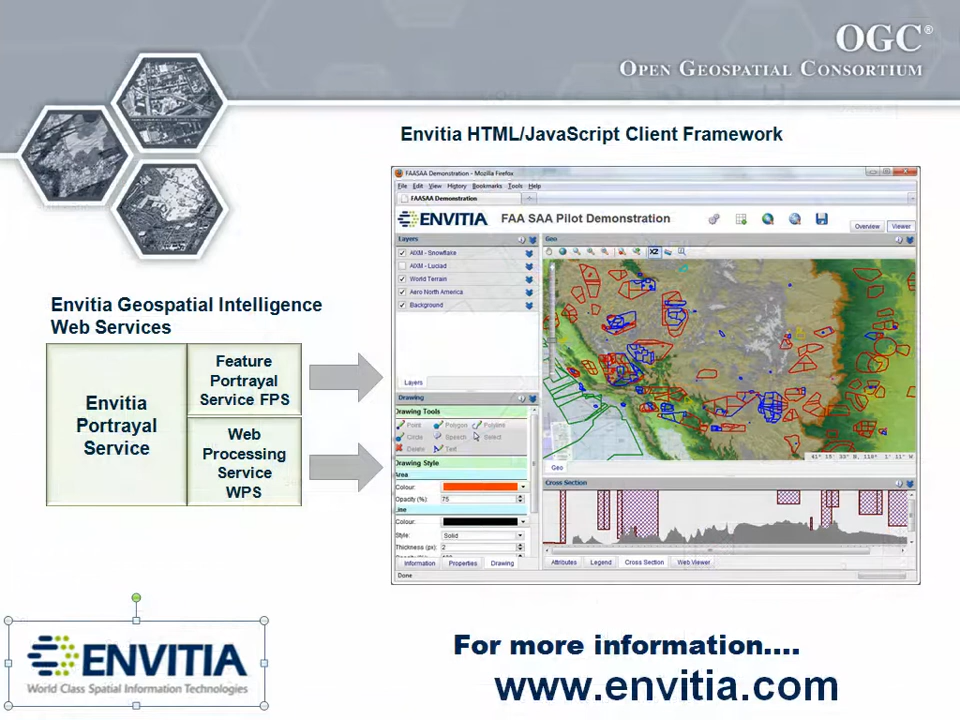 OGC®
OPEN GEOSPATIAL CONSORTIUM
Envitia HTML/JavaScript Client Framework
FAASAA Demonstration - Mozilla Firefox
File Edit View History Bookmarks Tools Help
FAASAA Demonstration
ENVITIA FAA SAA Pilot Demonstration
Overview Viewer
Layers
Geo
AIXM - Snowflake
XZ
AIXM - Luciad
World Terrain
Aero North America
Background
Layers
Envitia Geospatial Intelligence
Web Services
Envitia
Portrayal
Service
Feature
Portrayal
Service FPS
Web
Processing
Service
WPS
Drawing
Drawing Tools
Point Polygon Polyline
Circle Speech Select
Delete Text
Drawing Style
Area
Colour:
Opacity (%): 75
Line
Colour:
Style: Solid
Thickness (px): 2
Information Properties Drawing
Done
Geo
Cross Section
Attributes Legend Cross Section Web Viewer
ENVITIA
World Class Spatial Information Technologies
For more information....
www.envitia.com